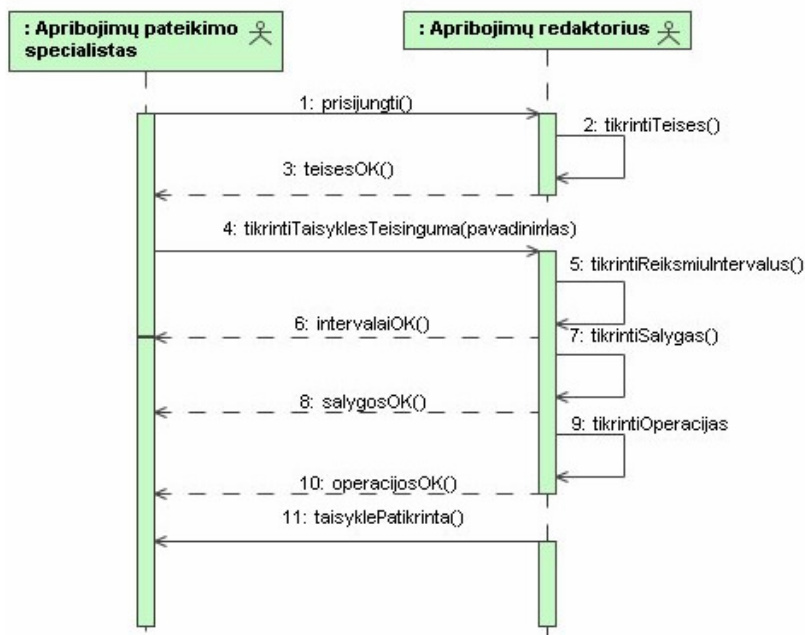 : Apribojimų pateikimo
specialistas
: Apribojimų redaktorius
1: prisijungti()
2: tikrintiTeises()
3: teisesOK()
4: tikrintiTaisyklesTeisinguma(pavadinimas)
5: tikrintiReiksmiuIntervalus()
6: intervalaiOK()
7: tikrintiSalygas()
8: salygosOK()
9: tikrintiOperacijas
10: operacijosOK()
11: taisyklePatikrinta()